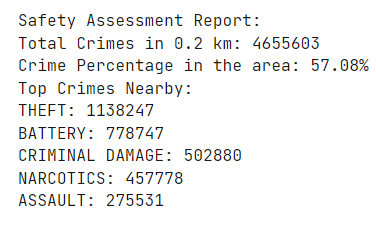 Safety Assessment Report:
Total Crimes in 0.2 km: 4655603
Crime Percentage in the area: 57.08%
Top Crimes Nearby:
THEFT: 1138247
BATTERY: 778747
CRIMINAL DAMAGE: 502880
NARCOTICS: 457778
ASSAULT: 275531